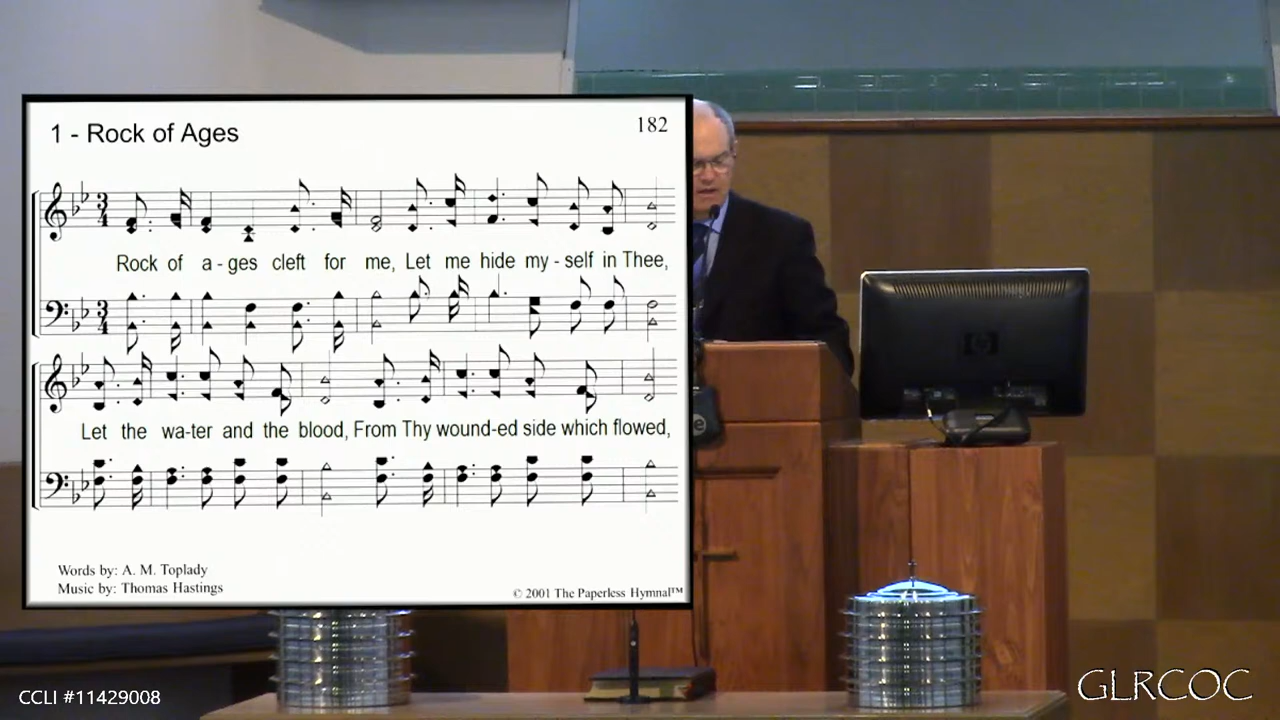 1 - Rock of Ages
182
Rock of a - ges cleft for me, Let me hide my - self in Thee,
Let the wa-ter and the blood, From Thy wound-ed side which flowed,
Words by: A. M. Toplady
Music by: Thomas Hastings
© 2001 The Paperless Hymnal™
CCLI #11429008
GLRCOC